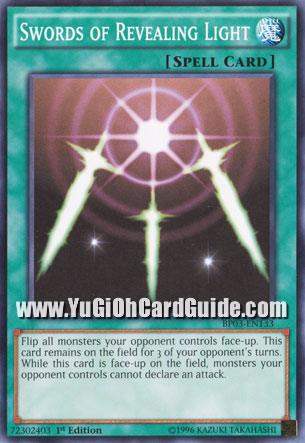 SWORDS OF REVEALING LIGHT 魔
[SPELL CARD]
www.YuGiOhCardGuide.com
BP03-EN133
Flip all monsters your opponent controls face-up. This
card remains on the field for 3 of your opponent's turns.
While this card is face-up on the field, monsters your
opponent controls cannot declare an attack.
72302403 1st Edition ©1996 KAZUKI TAKAHASHI